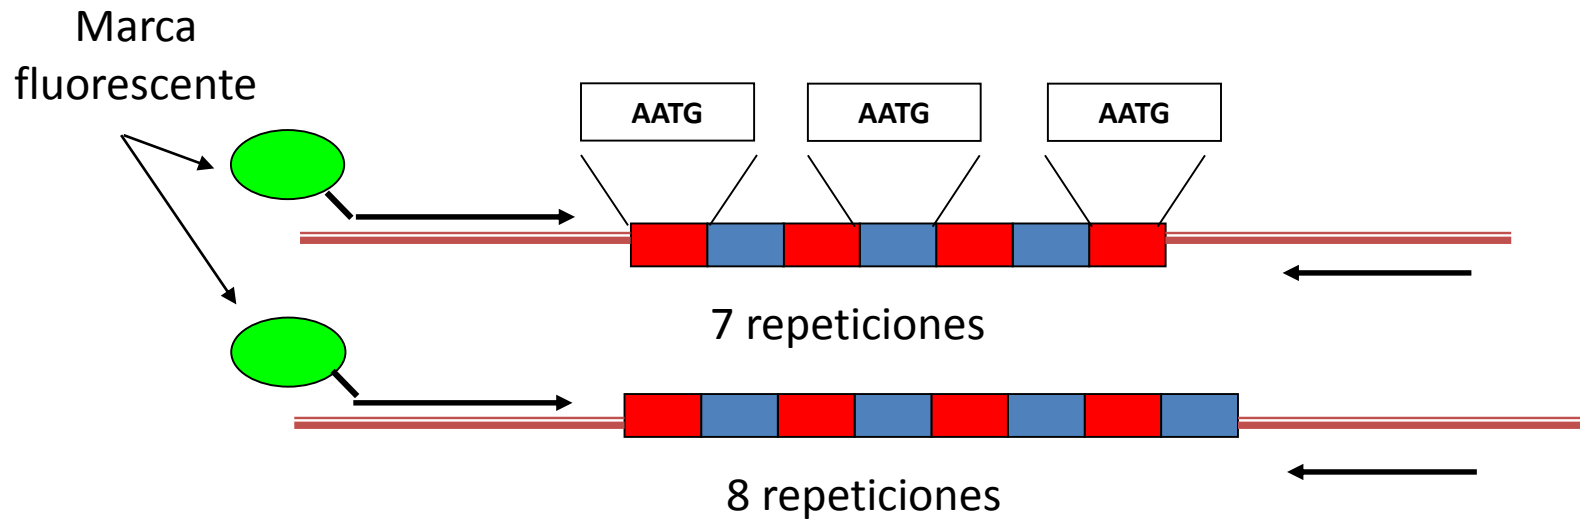 Marca
fluorescente
AATG
AATG
AATG
7 repeticiones
8 repeticiones